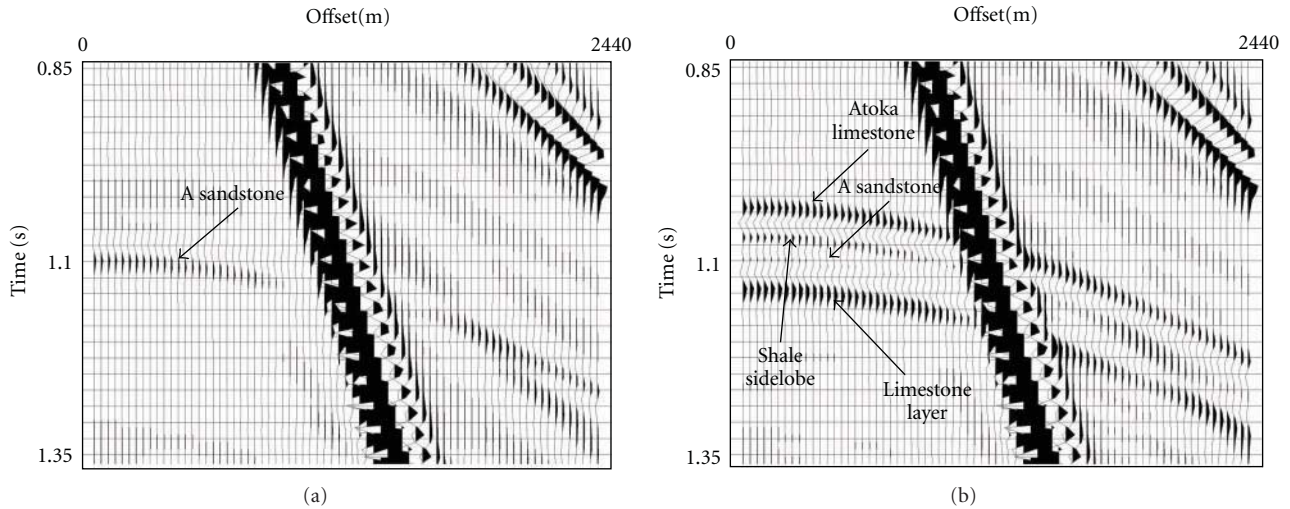 Offset(m)
0
2440
0.85
1.1
1.35
Time (s)
A sandstone
(a)
Offset(m)
0
2440
0.85
1.1
1.35
Time (s)
Atoka
limestone
A sandstone
Shale
sidelobe
Limestone
layer
(b)